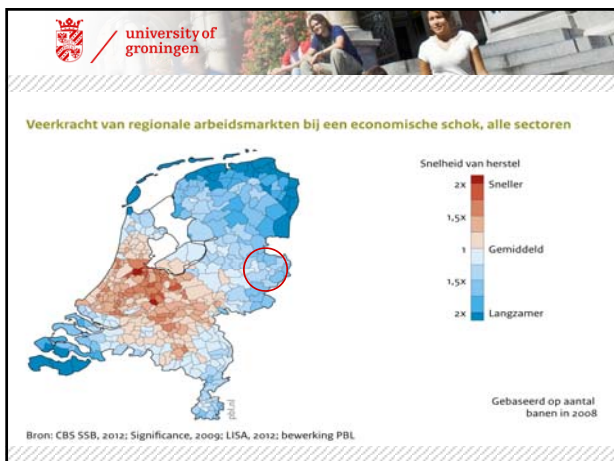 university of
groningen
Veerkracht van regionale arbeidsmarkten bij een economische schok, alle sectoren
Snelheid van herstel
2x Sneller
1,5x
1 Gemiddeld
1,5x
2x Langzamer
pbl.nl
Gebaseerd op aantal
banen in 2008
Bron: CBS SSB, 2012; Significance, 2009; LISA, 2012; bewerking PBL